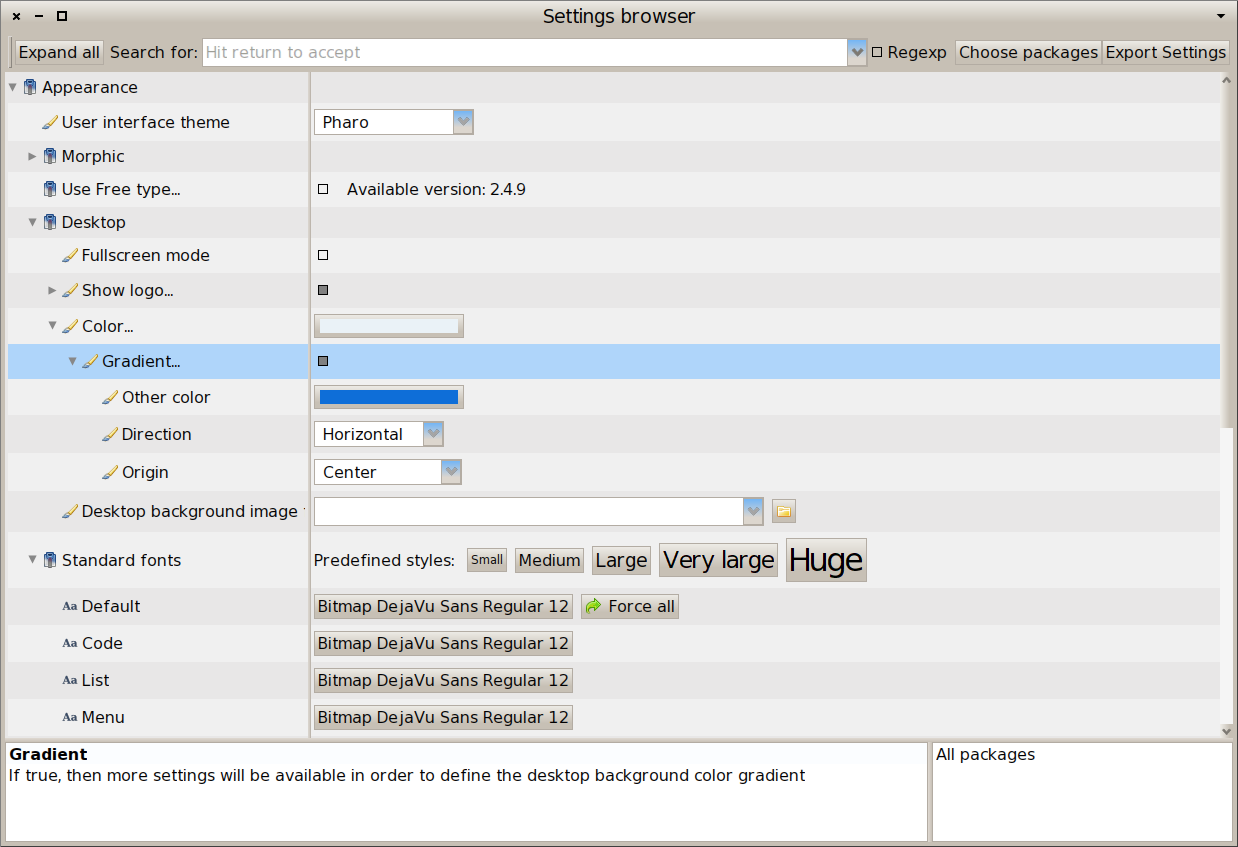 Settings browser
Expand all Search for: Hit return to accept Regexp Choose packages Export Settings
Appearance
User interface theme Pharo
Morphic
Use Free type... Available version: 2.4.9
Desktop
Fullscreen mode
Show logo...
Color...
Gradient...
Other color
Direction Horizontal
Origin Center
Desktop background image
Standard fonts Predefined styles: Small Medium Large Very large Huge
Aa Default Bitmap DejaVu Sans Regular 12 Force all
Aa Code Bitmap DejaVu Sans Regular 12
Aa List Bitmap DejaVu Sans Regular 12
Aa Menu Bitmap DejaVu Sans Regular 12
Gradient
If true, then more settings will be available in order to define the desktop background color gradient
All packages